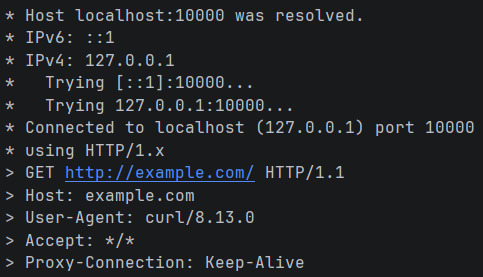 * Host localhost:10000 was resolved.
* IPv6: ::1
* IPv4: 127.0.0.1
*   Trying [::1]:10000...
*   Trying 127.0.0.1:10000...
* Connected to localhost (127.0.0.1) port 10000
* using HTTP/1.x
> GET http://example.com/ HTTP/1.1
> Host: example.com
> User-Agent: curl/8.13.0
> Accept: */*
> Proxy-Connection: Keep-Alive